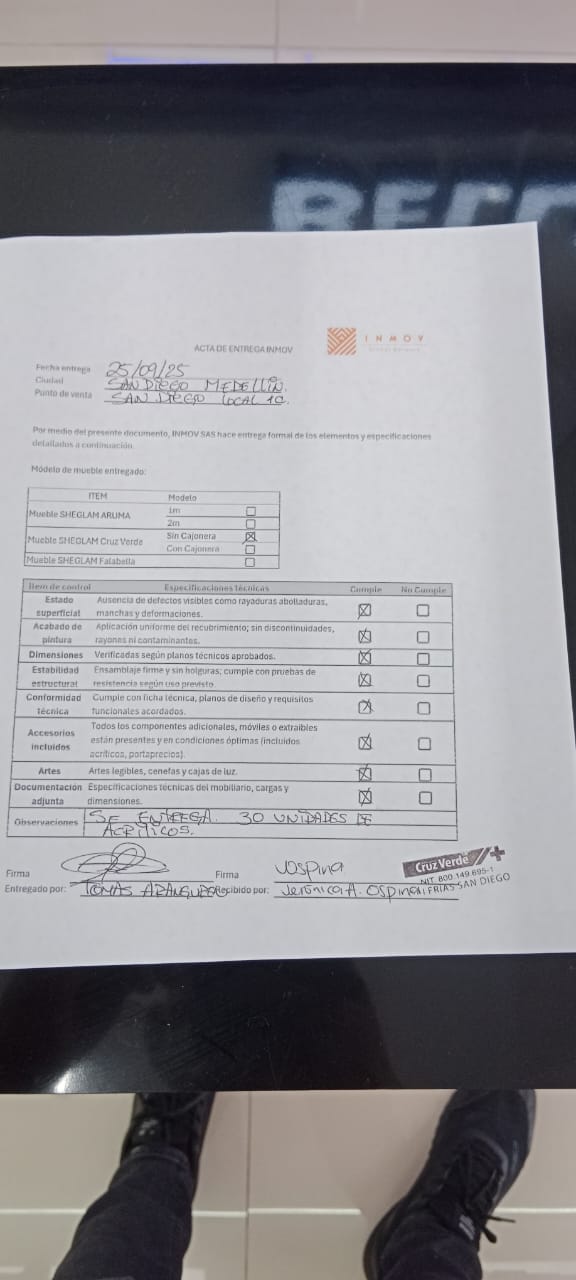 BECC
INMOV
ACTA DE ENTREGA INMOV
Fecha entrega 25/09/25
Ciudad SAN DIEGO MEDELLÍN.
Punto de venta SAN DIEGO LOCAL 10.
Por medio del presente documento, INMOV SAS hace entrega formal de los elementos y especificaciones
detallados a continuación
Modelo de mueble entregado:
ITEM Modelo
Mueble SHEGLAM ARUMA 1m
2m
Mueble SHEGLAM Cruz Verde Sin Cajonera ☒
Con Cajonera
Mueble SHEGLAM Falabella
Ítem de control Especificaciones técnicas Cumple No Cumple
Estado superficial Ausencia de defectos visibles como rayaduras abolladuras,
manchas y deformaciones. ☒
Acabado de pintura Aplicación uniforme del recubrimiento; sin discontinuidades,
rayones ni contaminantes. ☒
Dimensiones Verificadas según planos técnicos aprobados. ☒
Estabilidad estructural Ensamblaje firme y sin holguras; cumple con pruebas de
resistencia según uso previsto. ☒
Conformidad técnica Cumple con ficha técnica, planos de diseño y requisitos
funcionales acordados. ☒
Accesorios incluidos Todos los componentes adicionales, móviles o extraíbles
están presentes y en condiciones óptimas (incluidos
acrílicos, portaprecios). ☒
Artes Artes legibles, cenefas y cajas de luz. ☒
Documentación adjunta Especificaciones técnicas del mobiliario, cargas y
dimensiones. ☒
Observaciones SE ENTREGA. 30 UNIDADES DE
ACRÍLICOS.
Firma Firma VOspina
Entregado por: TOMAS ARANGUREN Recibido por: Verónica A. Ospina
Cruz Verde
NIT. 800.149.695-1
FRIAS SAN DIEGO